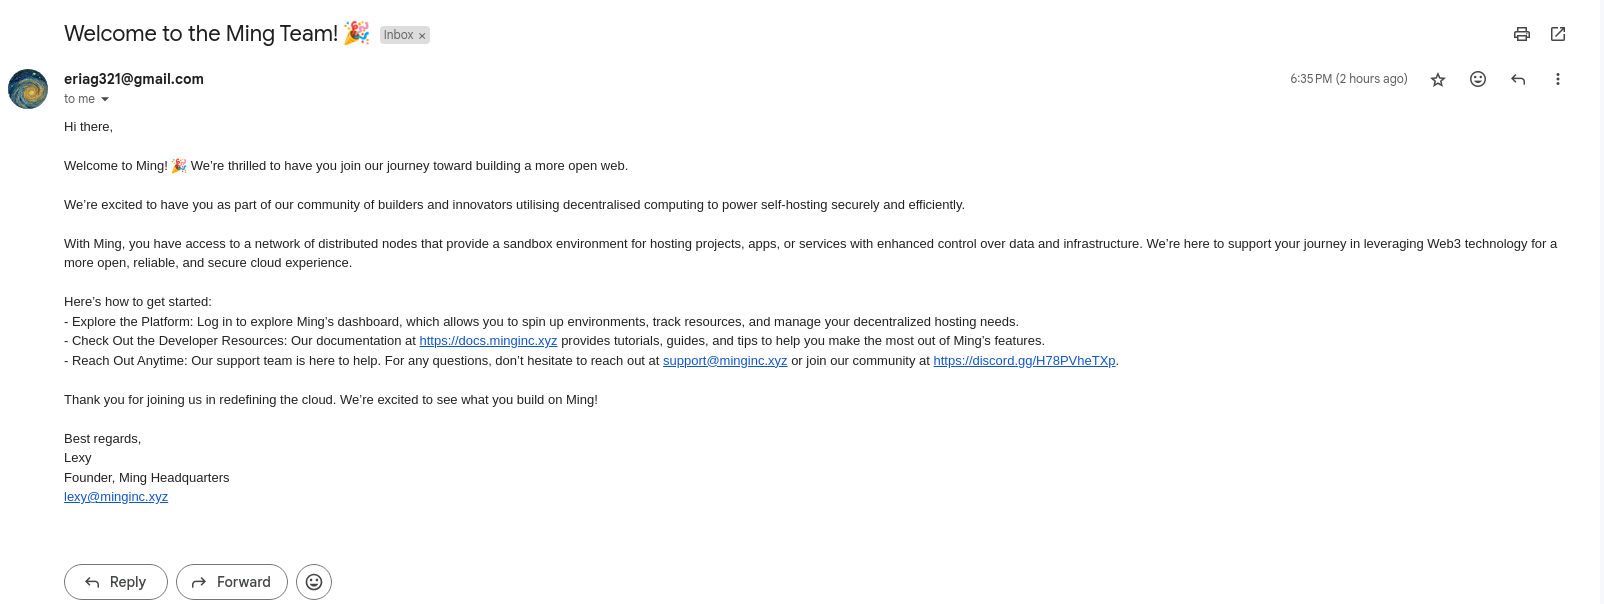 Welcome to the Ming Team! 🎉 Inbox ×
eriag321@gmail.com 6:35 PM (2 hours ago)
to me
Hi there,
Welcome to Ming! 🎉 We’re thrilled to have you join our journey toward building a more open web.
We’re excited to have you as part of our community of builders and innovators utilising decentralised computing to power self-hosting securely and efficiently.
With Ming, you have access to a network of distributed nodes that provide a sandbox environment for hosting projects, apps, or services with enhanced control over data and infrastructure. We’re here to support your journey in leveraging Web3 technology for a
more open, reliable, and secure cloud experience.
Here’s how to get started:
- Explore the Platform: Log in to explore Ming’s dashboard, which allows you to spin up environments, track resources, and manage your decentralized hosting needs.
- Check Out the Developer Resources: Our documentation at https://docs.minginc.xyz provides tutorials, guides, and tips to help you make the most out of Ming’s features.
- Reach Out Anytime: Our support team is here to help. For any questions, don’t hesitate to reach out at support@minginc.xyz or join our community at https://discord.gg/H78PVheTXp.
Thank you for joining us in redefining the cloud. We’re excited to see what you build on Ming!
Best regards,
Lexy
Founder, Ming Headquarters
lexy@minginc.xyz
Reply Forward